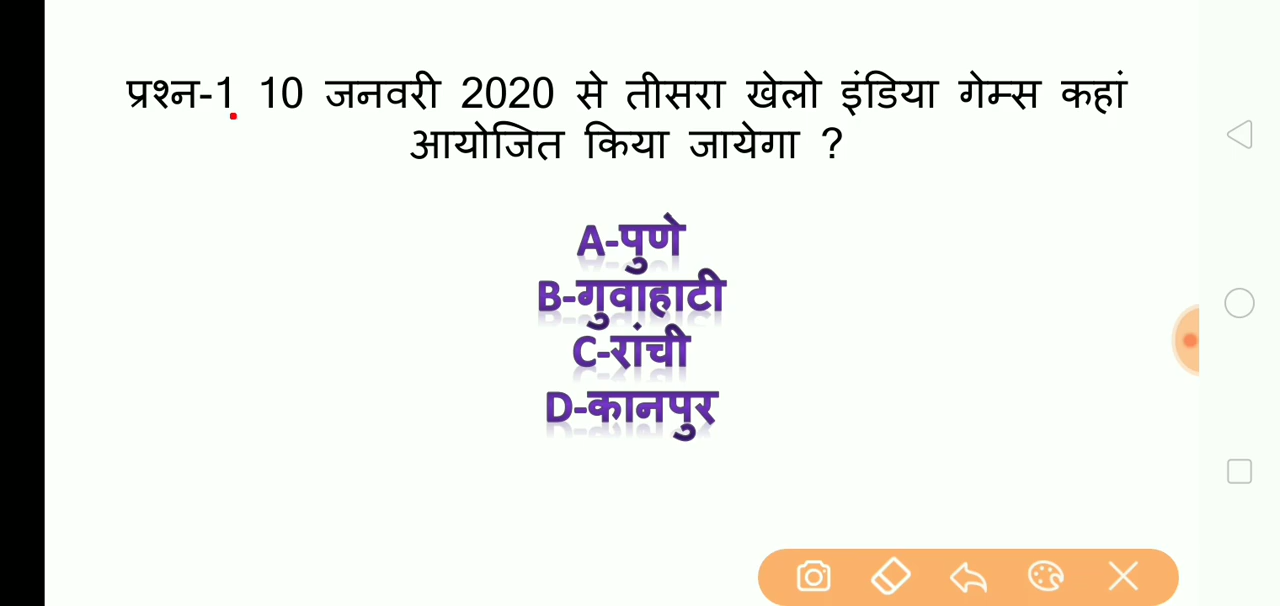 प्रश्न-1 10 जनवरी 2020 से तीसरा खेलो इंडिया गेम्स कहां
आयोजित किया जायेगा ?
A-पुणे
B-गुवाहाटी
C-रांची
D-कानपुर